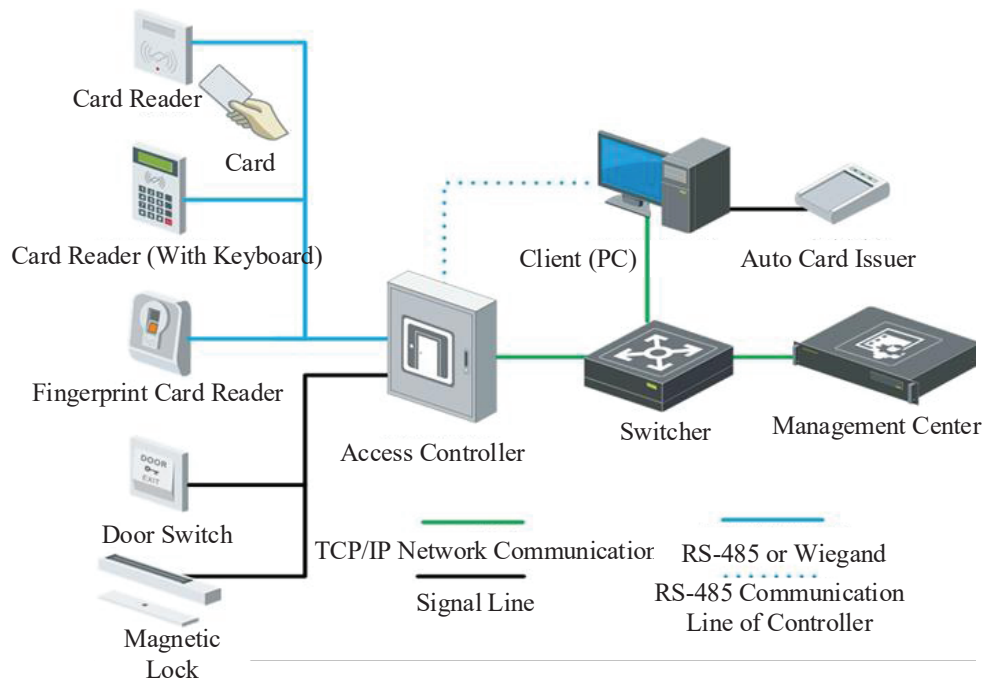 Card Reader
Card
Card Reader (With Keyboard)
Fingerprint Card Reader
DOOR
EXIT
Door Switch
Magnetic
Lock
Access Controller
Client (PC)
Auto Card Issuer
Switcher
Management Center
TCP/IP Network Communication
Signal Line
RS-485 or Wiegand
RS-485 Communication
Line of Controller